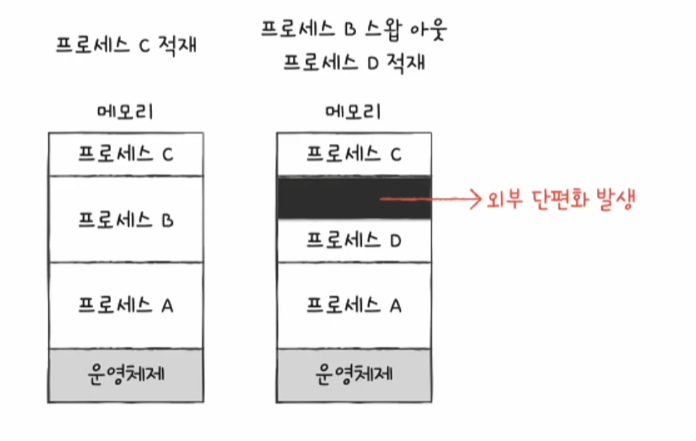 프로세스 C 적재
메모리
프로세스 C
프로세스 B
프로세스 A
운영체제
프로세스 B 스왑 아웃
프로세스 D 적재
메모리
프로세스 C
외부 단편화 발생
프로세스 D
프로세스 A
운영체제